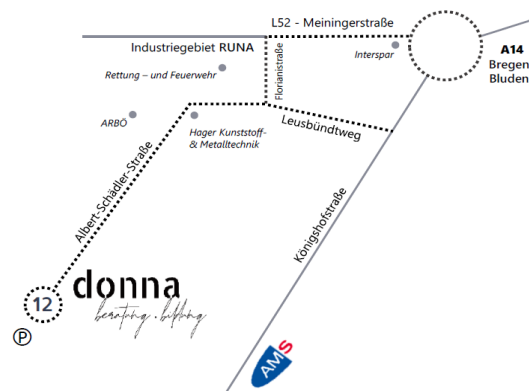 L52 - Meiningerstraße
Industriegebiet RUNA
Interspar
A14
Bregen
Bluden
Rettung – und Feuerwehr
Florianistraße
ARBÖ
Hager Kunststoff-
& Metalltechnik
Leusbündtweg
Albert-Schädler-Straße
Königshofstraße
12
donna
beratung.bildung
P
AMS